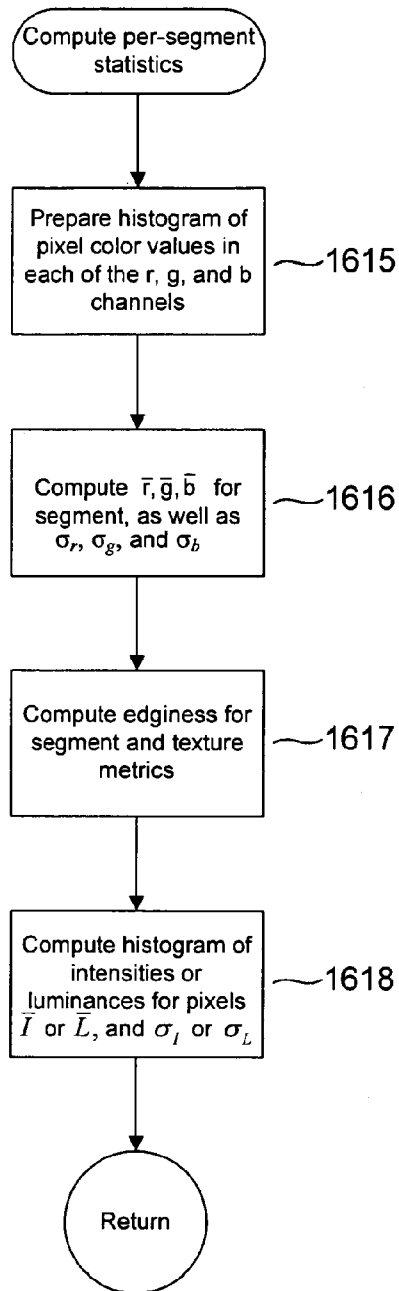 Compute per-segment
statistics
Prepare histogram of
pixel color values in
each of the r, g, and b
channels
1615
Compute r̅, g̅, b̅ for
segment, as well as
σr, σg, and σb
1616
Compute edginess for
segment and texture
metrics
1617
Compute histogram of
intensities or
luminances for pixels
I̅ or L̅, and σI or σL
1618
Return